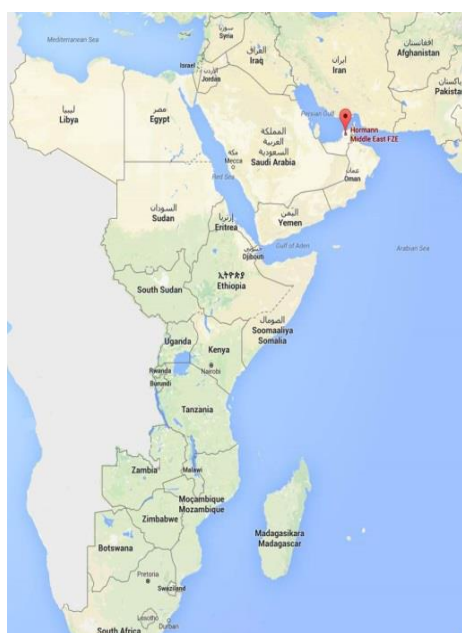 Mediterranean Sea
سوريا
Syria
العراق
Iraq
ایران
Iran
افغانستان
Afghanistan
پاکستان
Pakistan
Israel
الأردن
Jordan
ليبيا
Libya
مصر
Egypt
Persian Gulf
Hormann
Middle East FZE
المملكة
العربية
السعودية
Saudi Arabia
مكة
Mecca
Red Sea
عمان
Oman
السودان
Sudan
إرتريا
Eritrea
اليمن
Yemen
Gulf of Aden
جيبوتي
Djibouti
Arabian Sea
South Sudan
ኢትዮጵያ
Ethiopia
الصومال
Soomaaliya
Somalia
Uganda
Kenya
Nairobi
Rwanda
Burundi
Tanzania
Zambia
Malawi
Moçambique
Mozambique
Zimbabwe
Madagasikara
Madagascar
Botswana
Pretoria
Swaziland
Lesotho
Durban
South Africa